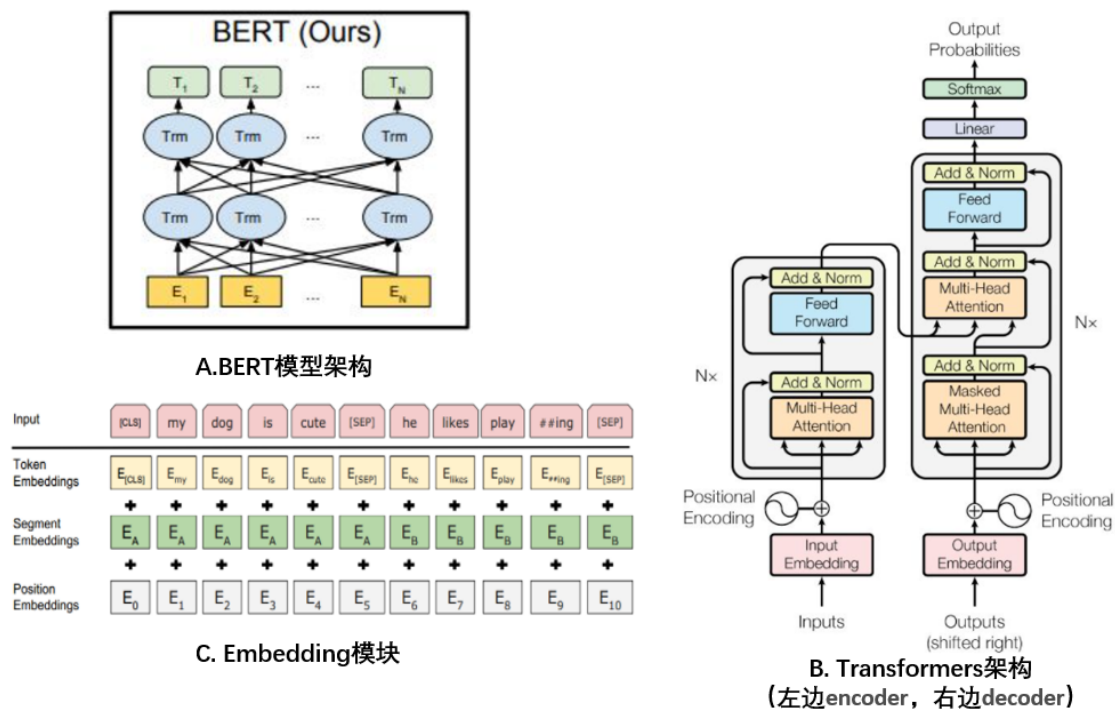 BERT (Ours)
T1 T2 ... TN
Trm Trm ... Trm
Trm Trm ... Trm
E1 E2 ... EN
A.BERT模型架构
Input [CLS] my dog is cute [SEP] he likes play ##ing [SEP]
Token
Embeddings
E[CLS] Emy Edog Eis Ecute E[SEP] Ehe Elikes Eplay E##ing E[SEP]
+ + + + + + + + + + +
Segment
Embeddings
EA EA EA EA EA EA EB EB EB EB EB
+ + + + + + + + + + +
Position
Embeddings
E0 E1 E2 E3 E4 E5 E6 E7 E8 E9 E10
C. Embedding模块
Output
Probabilities
Softmax
Linear
Add & Norm
Feed
Forward
Add & Norm
Multi-Head
Attention
Nx
Add & Norm
Masked
Multi-Head
Attention
Add & Norm
Feed
Forward
Nx
Add & Norm
Multi-Head
Attention
Positional
Encoding
Positional
Encoding
Input
Embedding
Output
Embedding
Inputs
Outputs
(shifted right)
B. Transformers架构
(左边encoder，右边decoder)